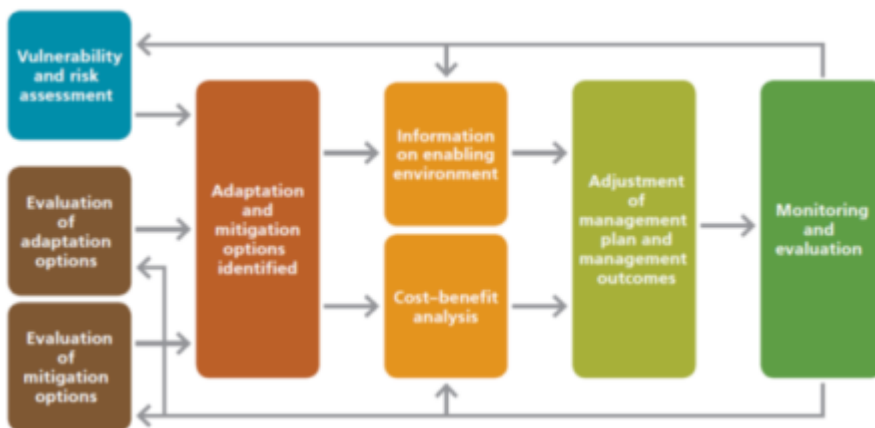 Vulnerability
and risk
assessment
Evaluation
of
adaptation
options
Evaluation
of
mitigation
options
Adaptation
and
mitigation
options
identified
Information
on enabling
environment
Cost–benefit
analysis
Adjustment
of
management
plan and
management
outcomes
Monitoring
and
evaluation